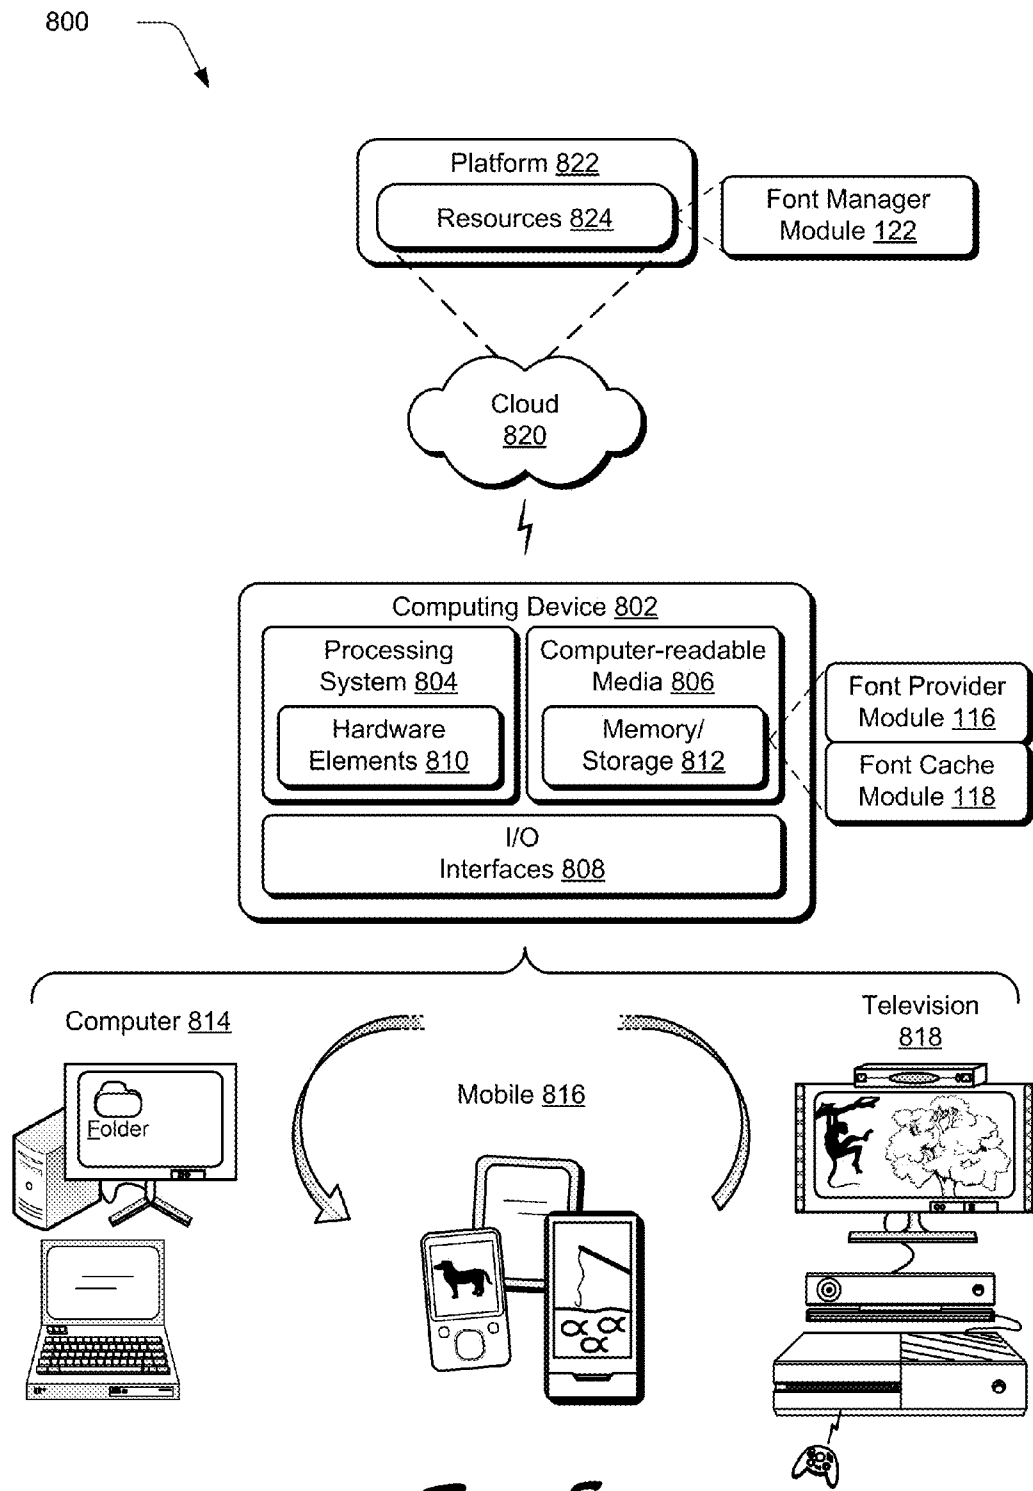 800
Platform 822
Resources 824
Font Manager
Module 122
Cloud
820
Computing Device 802
Processing
System 804
Hardware
Elements 810
Computer-readable
Media 806
Memory/
Storage 812
Font Provider
Module 116
Font Cache
Module 118
I/O
Interfaces 808
Computer 814
Folder
Mobile 816
Television
818